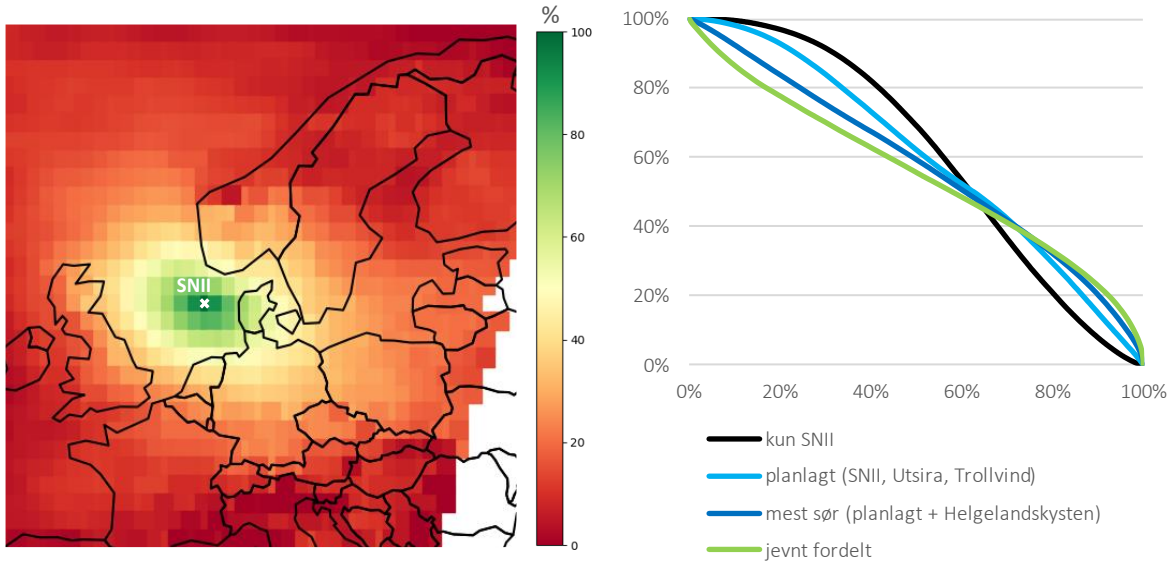 %
100
80
60
40
20
0
SNII
100%
80%
60%
40%
20%
0%
0% 20% 40% 60% 80% 100%
kun SNII
planlagt (SNII, Utsira, Trollvind)
mest sør (planlagt + Helgelandskysten)
jevnt fordelt